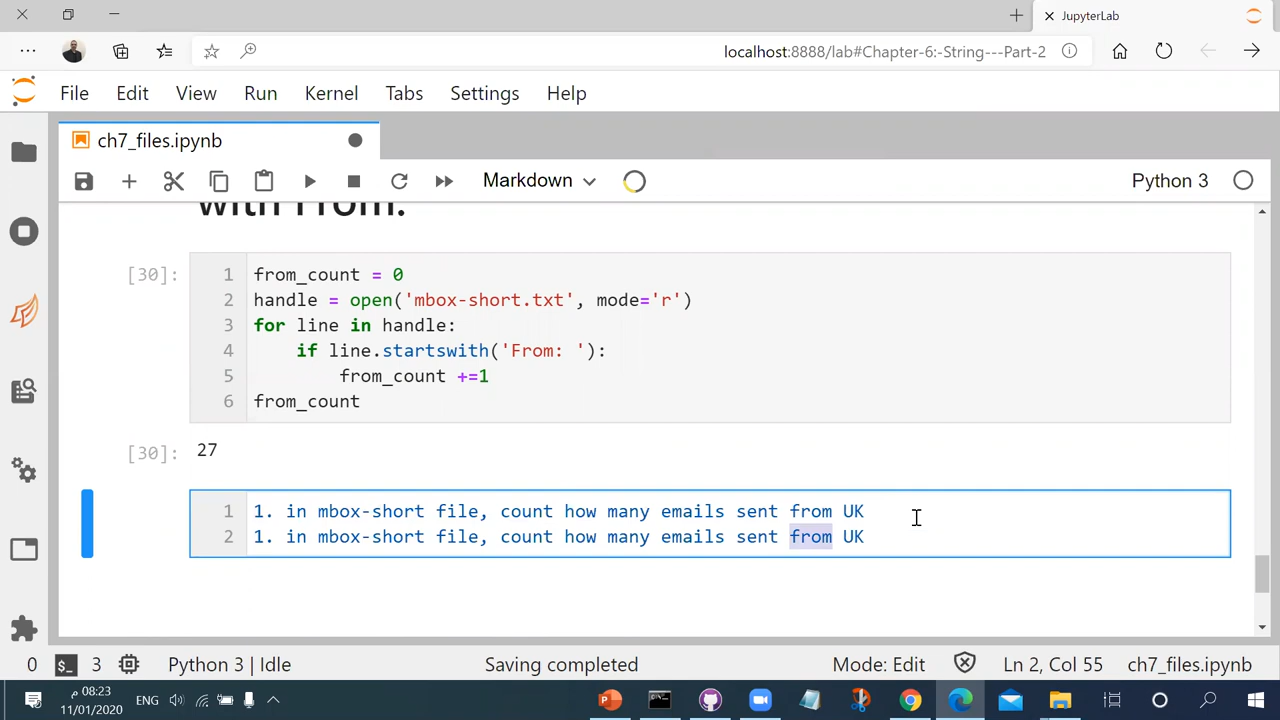 JupyterLab
localhost:8888/lab#Chapter-6:-String---Part-2
File Edit View Run Kernel Tabs Settings Help
ch7_files.ipynb
Markdown Python 3
with From:
[30]: 1 from_count = 0
2 handle = open('mbox-short.txt', mode='r')
3 for line in handle:
4 if line.startswith('From: '):
5 from_count +=1
6 from_count
[30]: 27
1 1. in mbox-short file, count how many emails sent from UK
2 1. in mbox-short file, count how many emails sent from UK
0 $_ 3 Python 3 | Idle Saving completed Mode: Edit Ln 2, Col 55 ch7_files.ipynb
08:23 م
11/01/2020
ENG